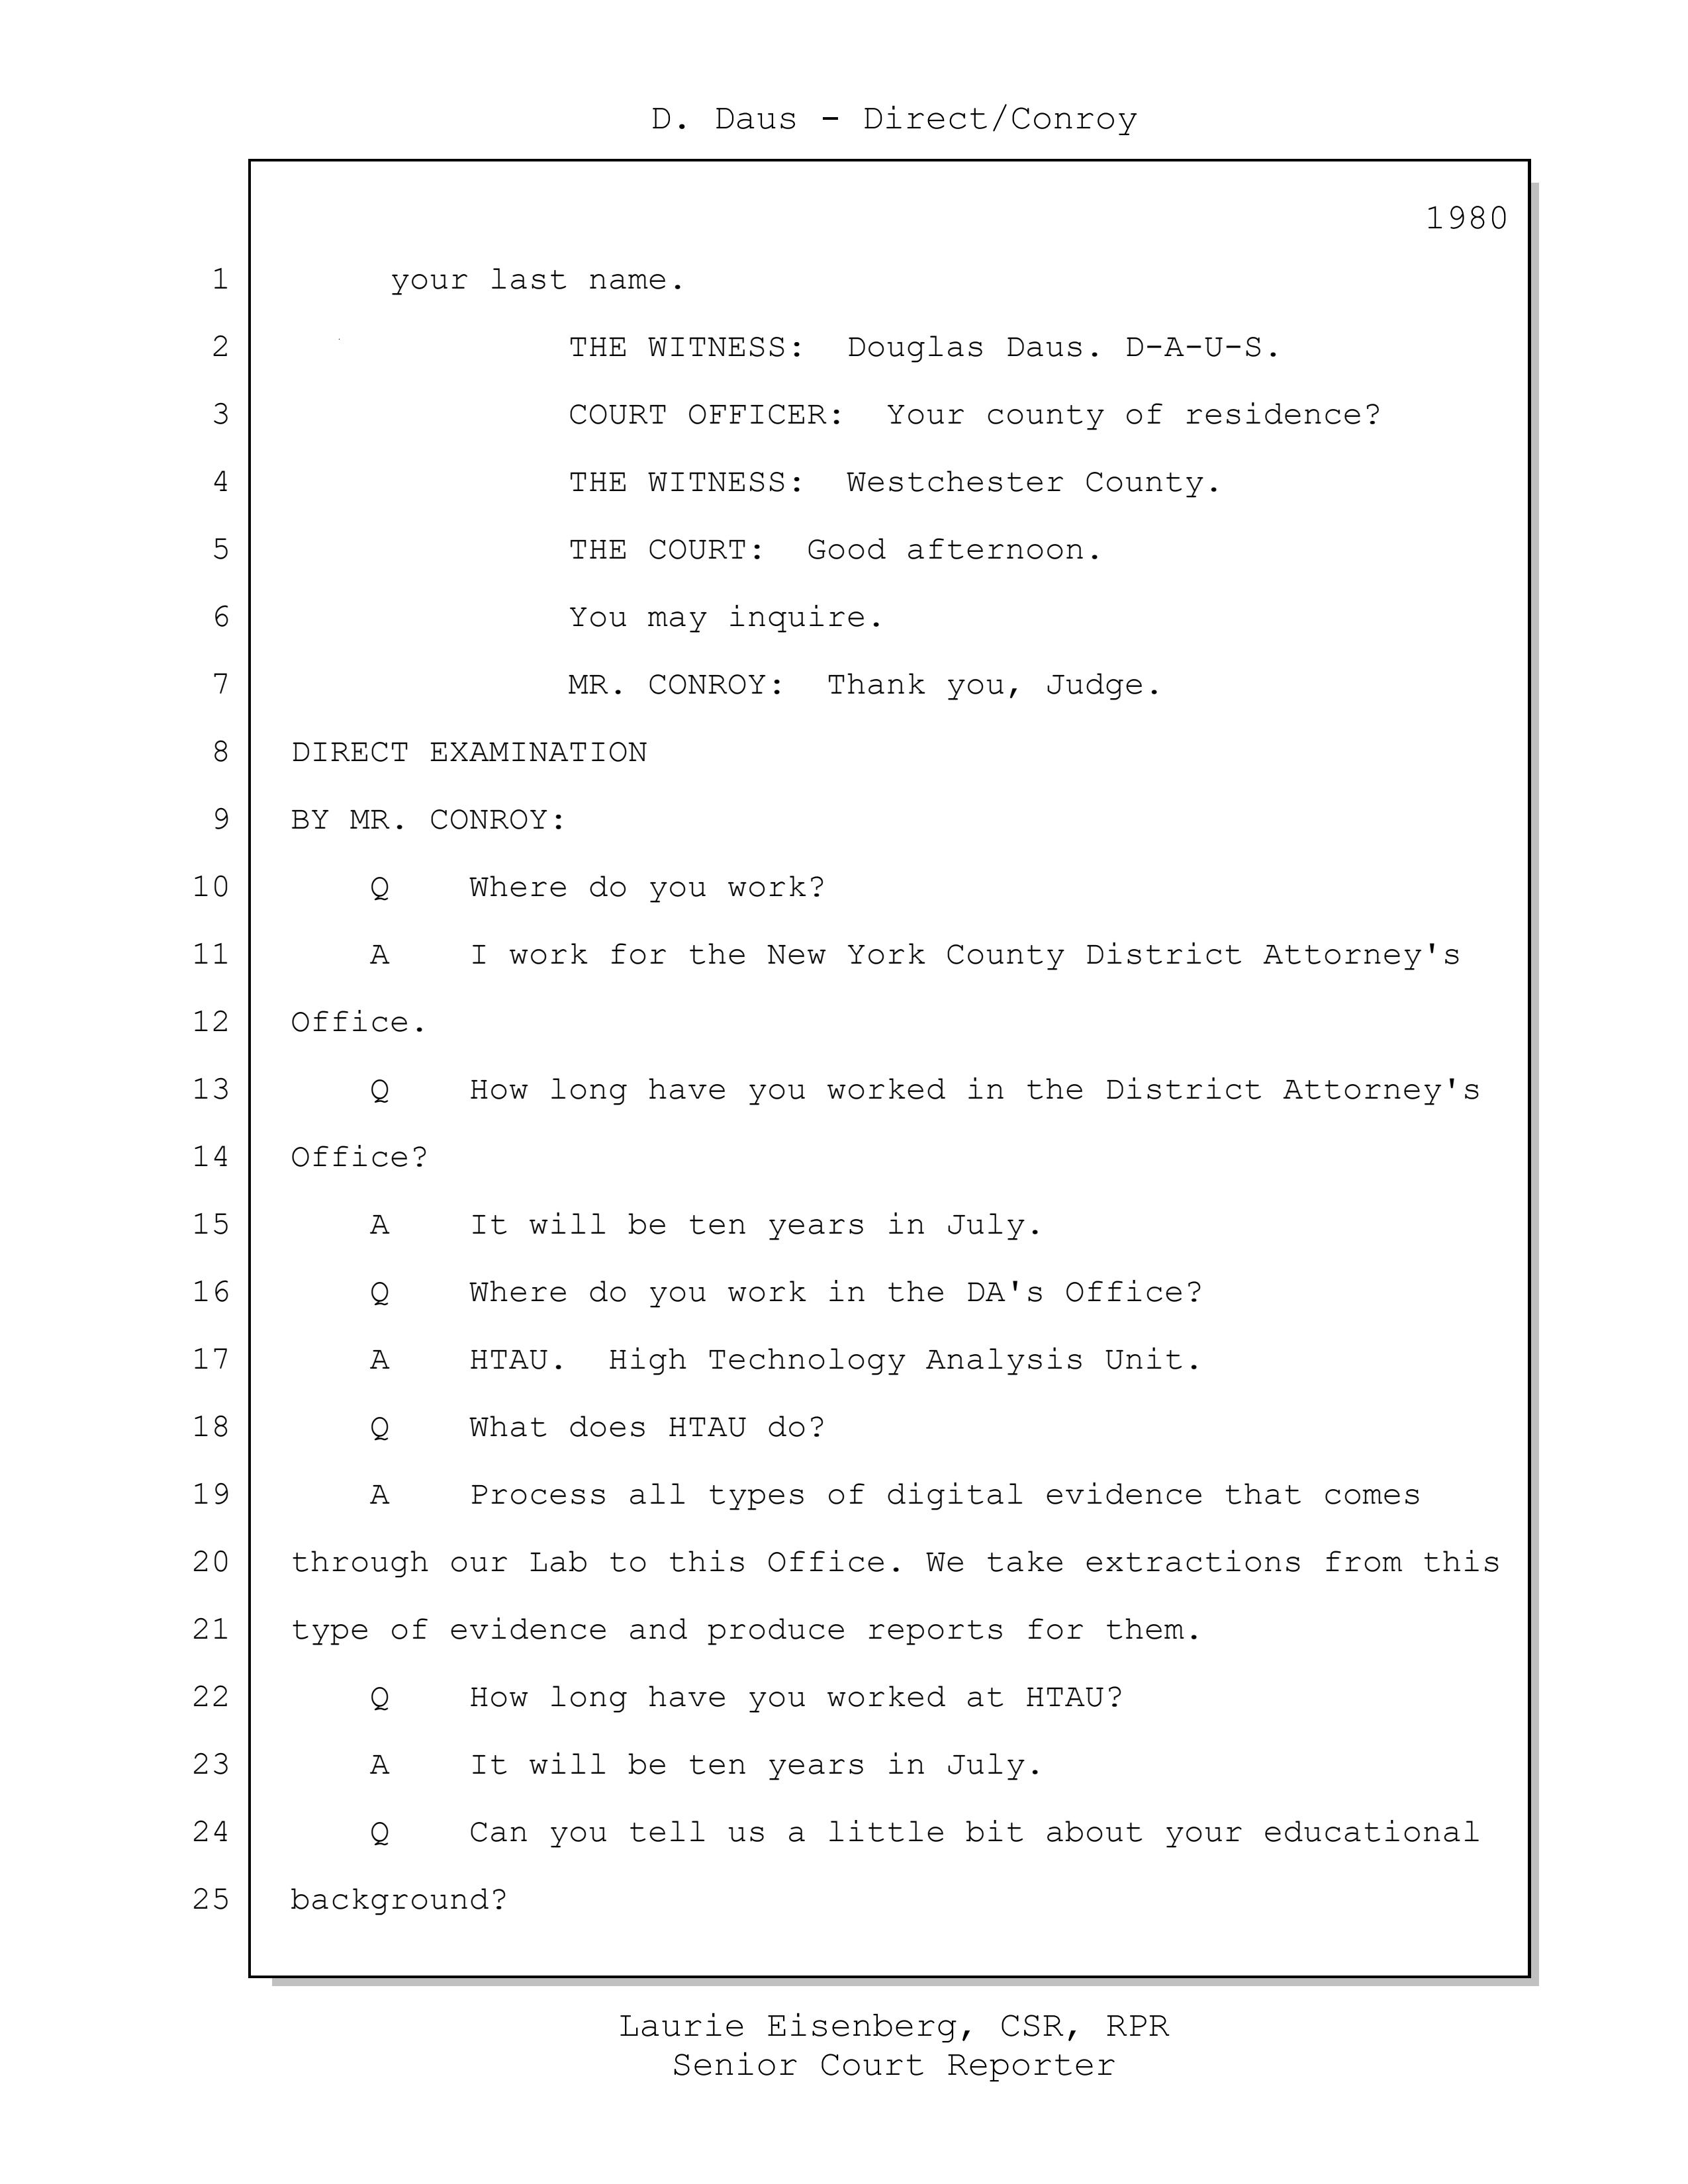 D. Daus - Direct/Conroy
1980
1 your last name.
2 THE WITNESS: Douglas Daus. D-A-U-S.
3 COURT OFFICER: Your county of residence?
4 THE WITNESS: Westchester County.
5 THE COURT: Good afternoon.
6 You may inquire.
7 MR. CONROY: Thank you, Judge.
8 DIRECT EXAMINATION
9 BY MR. CONROY:
10 Q Where do you work?
11 A I work for the New York County District Attorney's
12 Office.
13 Q How long have you worked in the District Attorney's
14 Office?
15 A It will be ten years in July.
16 Q Where do you work in the DA's Office?
17 A HTAU. High Technology Analysis Unit.
18 Q What does HTAU do?
19 A Process all types of digital evidence that comes
20 through our Lab to this Office. We take extractions from this
21 type of evidence and produce reports for them.
22 Q How long have you worked at HTAU?
23 A It will be ten years in July.
24 Q Can you tell us a little bit about your educational
25 background?
Laurie Eisenberg, CSR, RPR
Senior Court Reporter